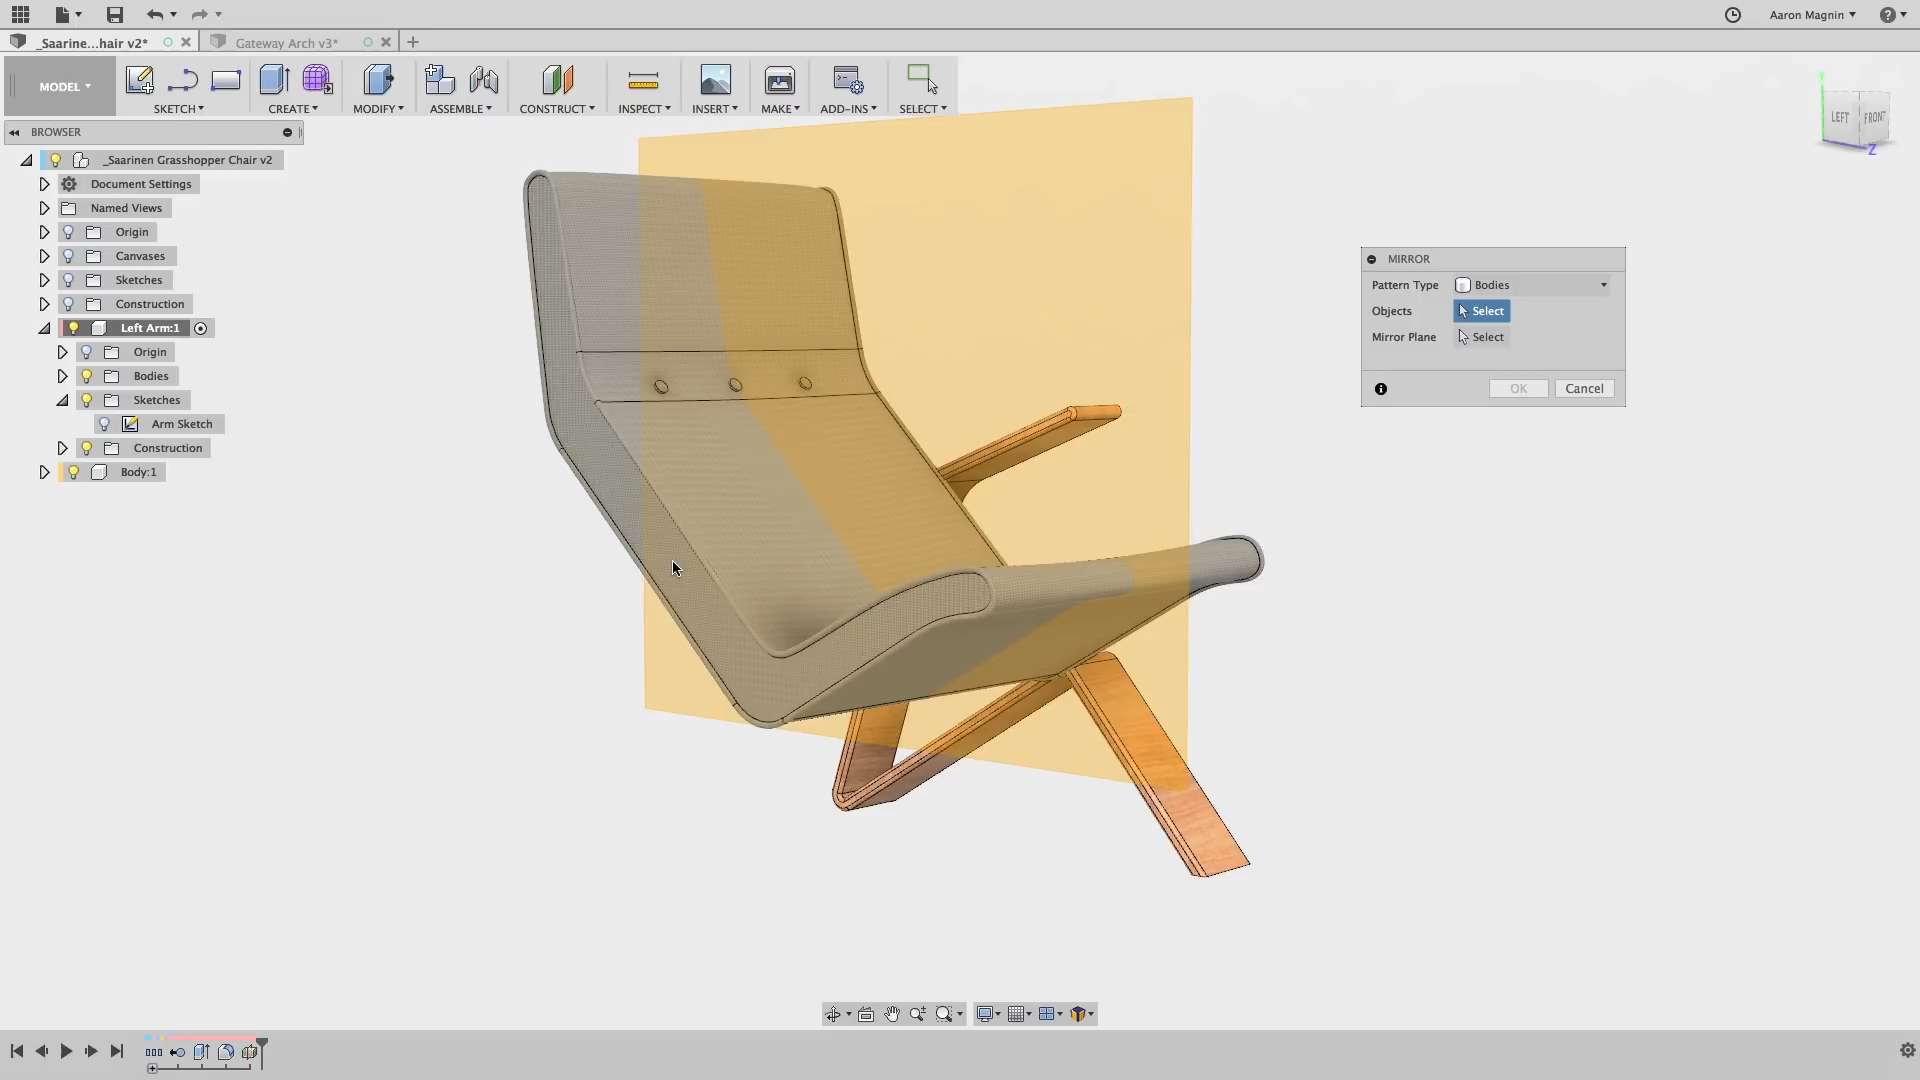 Aaron Magnin
_Saarine...hair v2*
Gateway Arch v3*
MODEL
SKETCH
CREATE
MODIFY
ASSEMBLE
CONSTRUCT
INSPECT
INSERT
MAKE
ADD-INS
SELECT
LEFT
FRONT
Y
Z
BROWSER
_Saarinen Grasshopper Chair v2
Document Settings
Named Views
Origin
Canvases
Sketches
Construction
Left Arm:1
Origin
Bodies
Sketches
Arm Sketch
Construction
Body:1
MIRROR
Pattern Type Bodies
Objects Select
Mirror Plane Select
OK Cancel